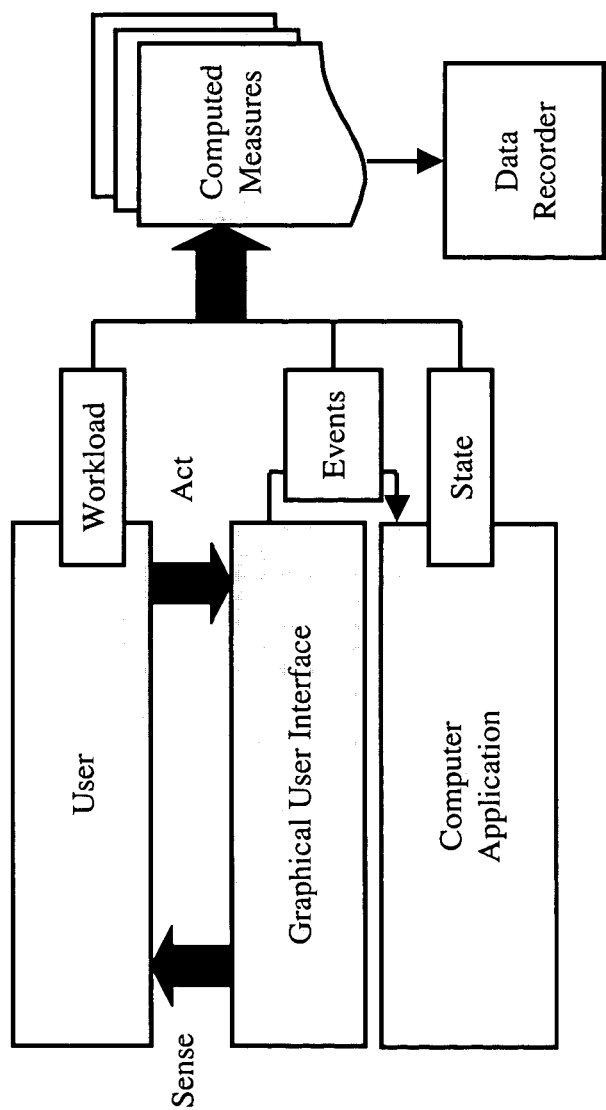 User
Workload
Sense
Act
Graphical User Interface
Events
Computer
Application
State
Computed
Measures
Data
Recorder